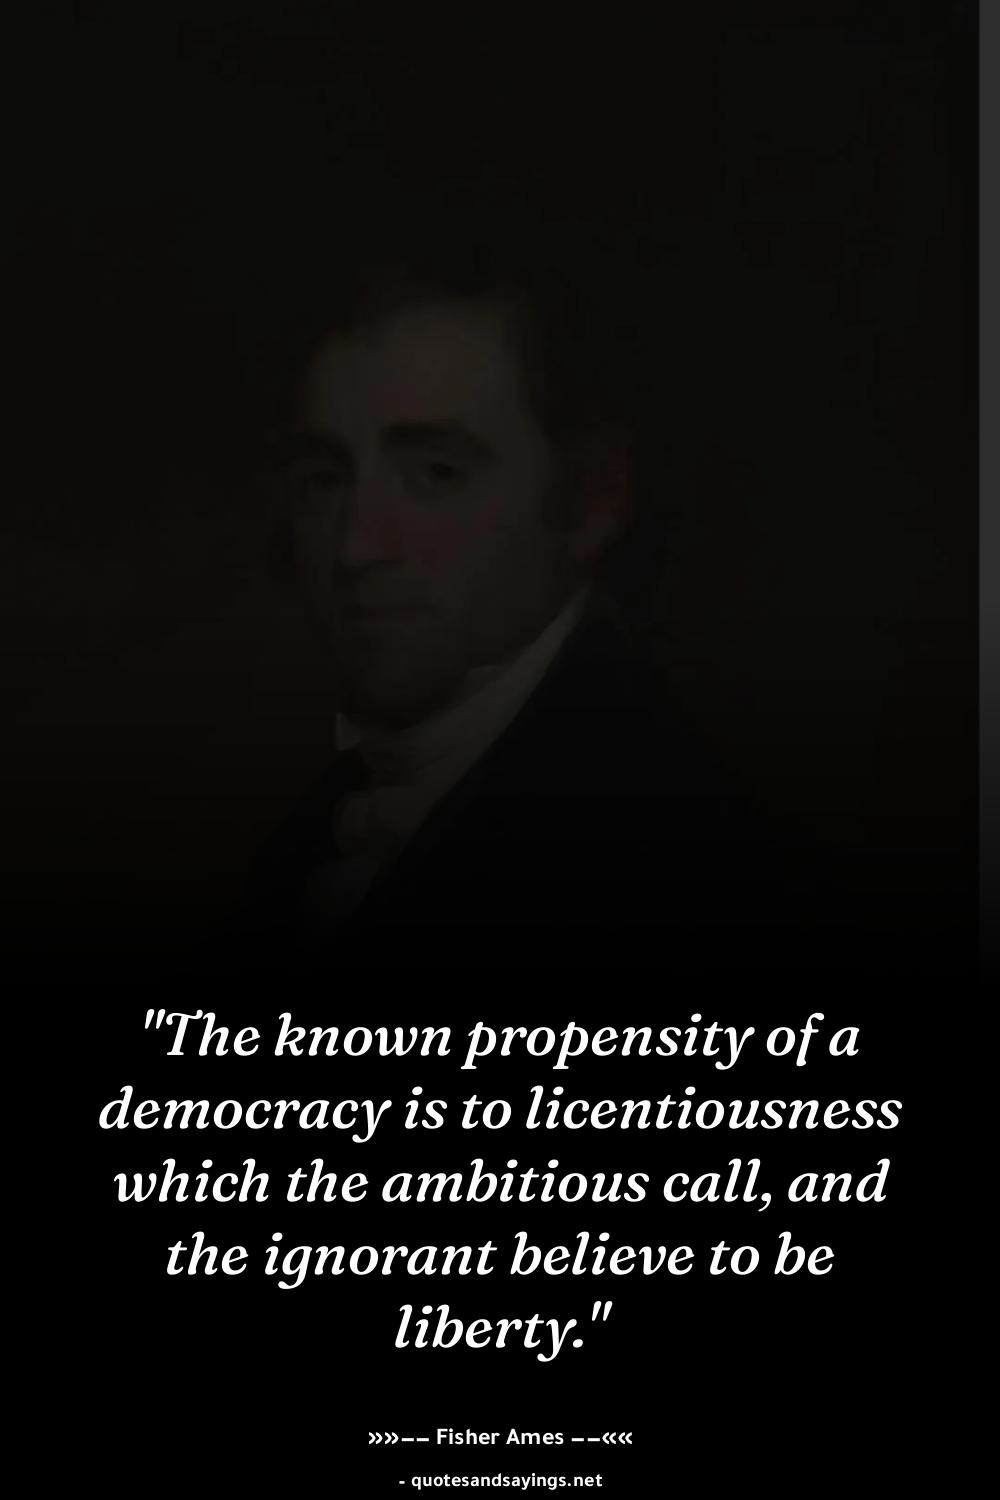 "The known propensity of a
democracy is to licentiousness
which the ambitious call, and
the ignorant believe to be
liberty."
»»−− Fisher Ames −−««
- quotesandsayings.net